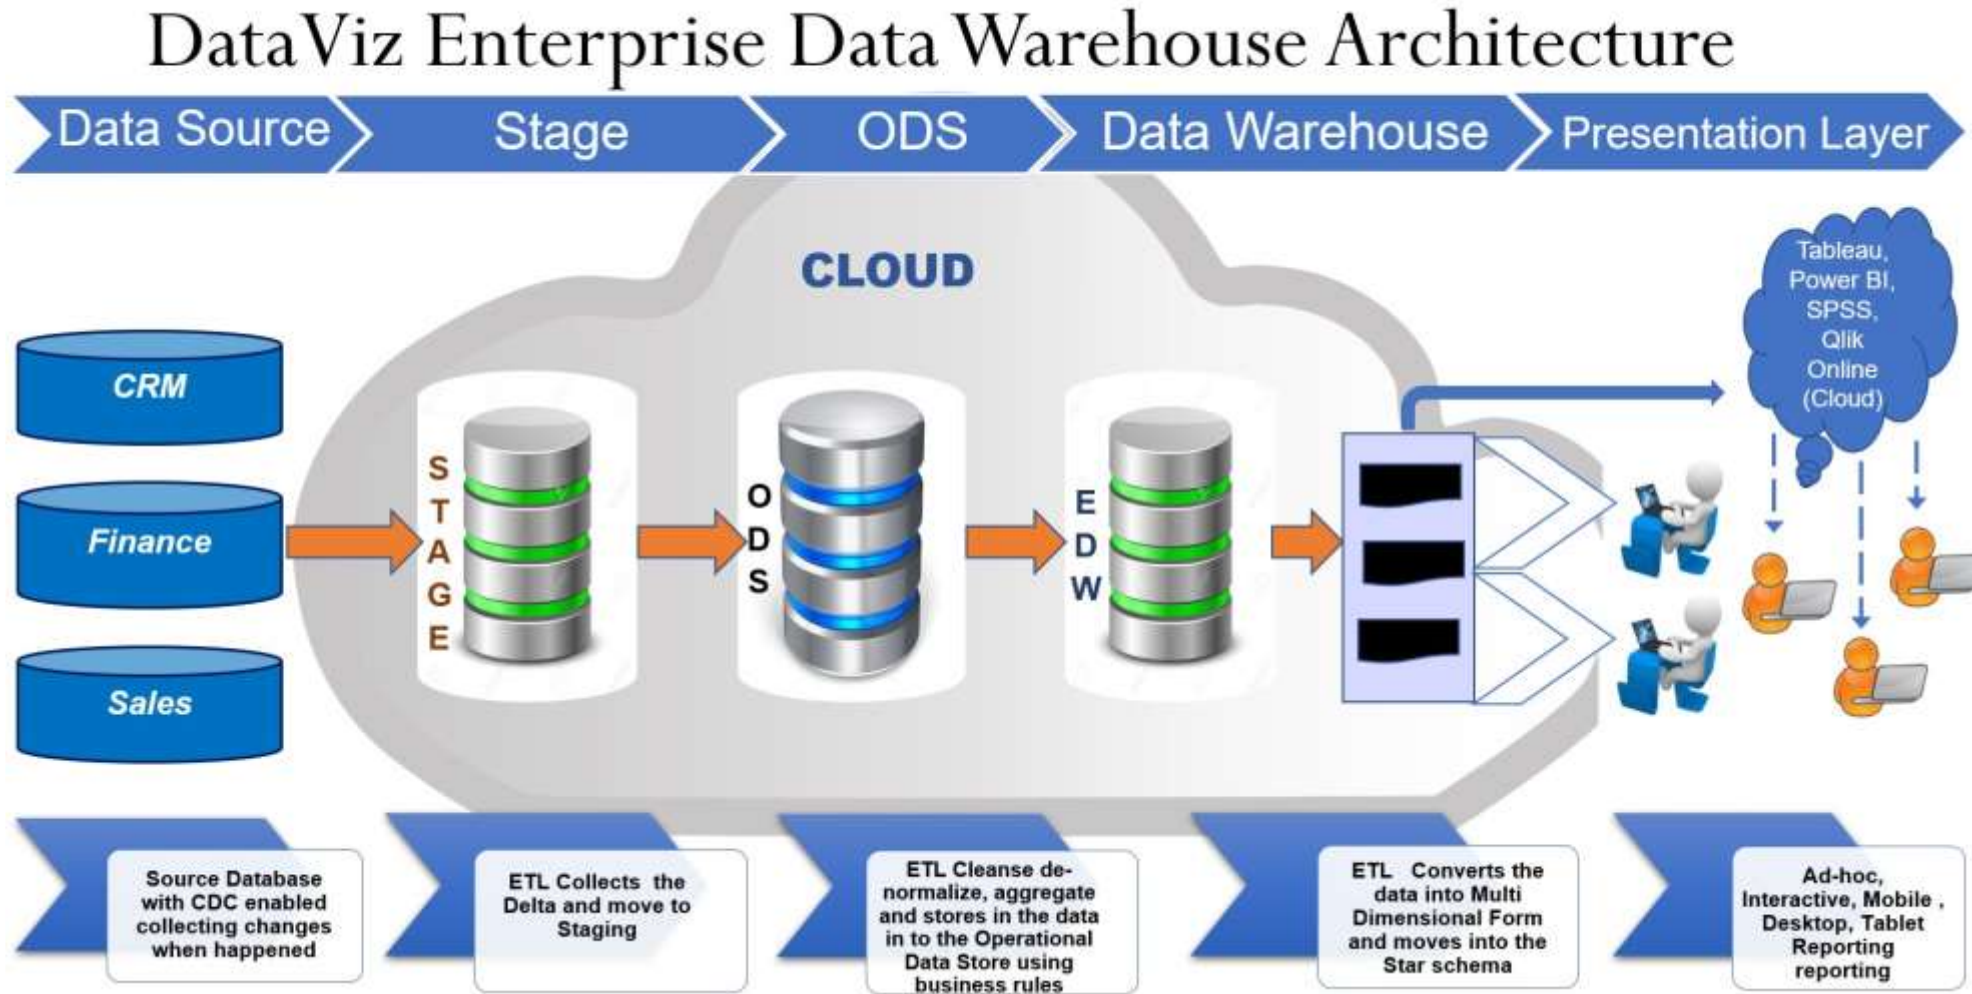 DataViz Enterprise Data Warehouse Architecture
Data Source
Stage
ODS
Data Warehouse
Presentation Layer
CLOUD
Tableau,
Power BI,
SPSS,
Qlik
Online
(Cloud)
CRM
Finance
Sales
STAGE
ODS
EDW
Source Database
with CDC enabled
collecting changes
when happened
ETL Collects the
Delta and move to
Staging
ETL Cleanse de-
normalize, aggregate
and stores in the data
in to the Operational
Data Store using
business rules
ETL Converts the
data into Multi
Dimensional Form
and moves into the
Star schema
Ad-hoc,
Interactive, Mobile ,
Desktop, Tablet
Reporting
reporting